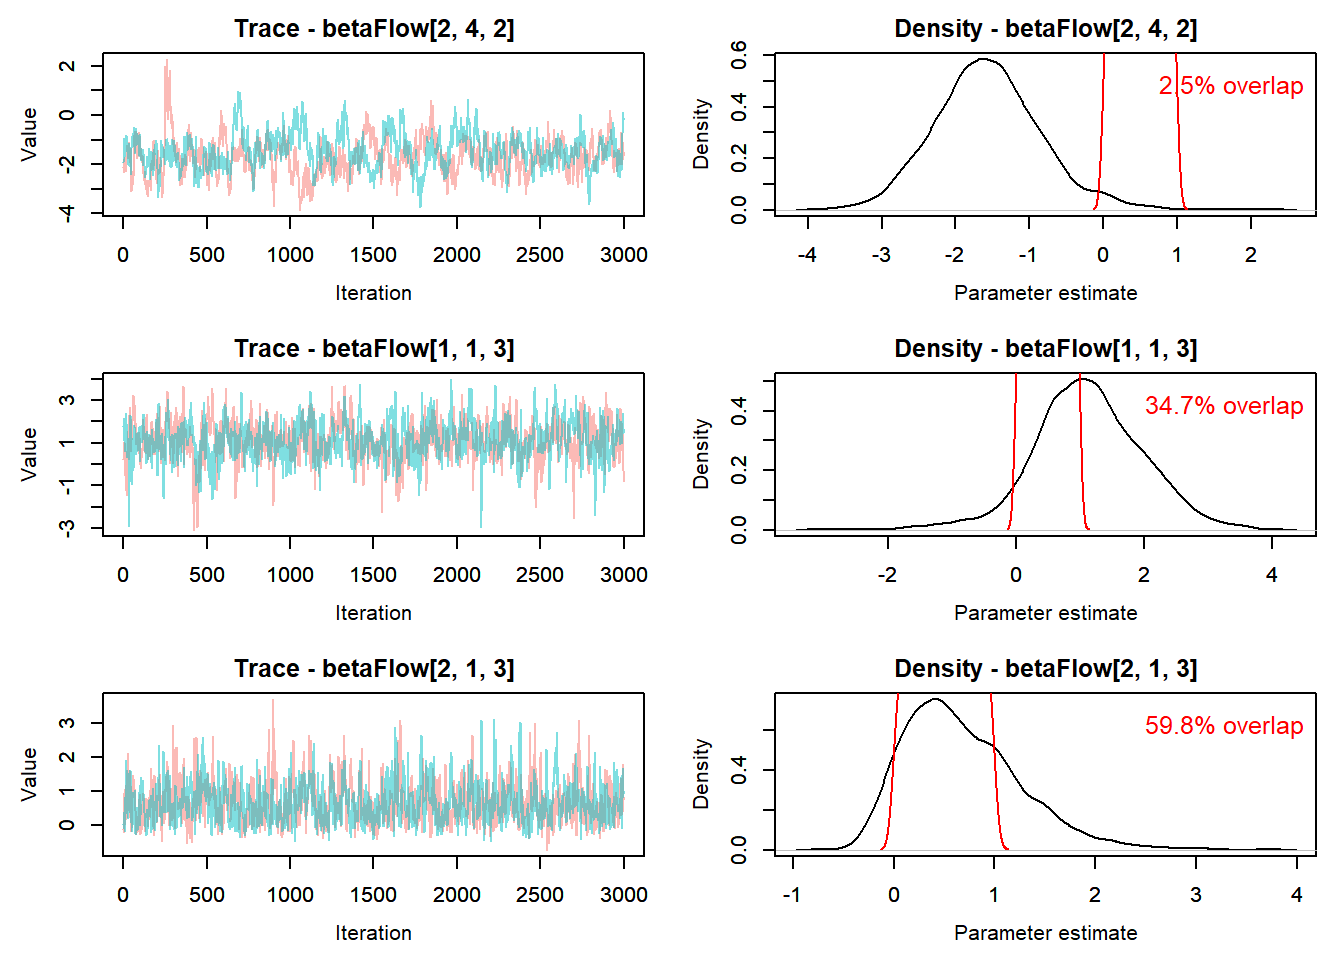 Trace - betaFlow[2, 4, 2]
Value
2
0
-2
-4
0 500 1000 1500 2000 2500 3000
Iteration
Density - betaFlow[2, 4, 2]
Density
0.6
0.4
0.2
0.0
2.5% overlap
-4 -3 -2 -1 0 1 2
Parameter estimate
Trace - betaFlow[1, 1, 3]
Value
3
1
-1
-3
0 500 1000 1500 2000 2500 3000
Iteration
Density - betaFlow[1, 1, 3]
Density
0.4
0.2
0.0
34.7% overlap
-2 0 2 4
Parameter estimate
Trace - betaFlow[2, 1, 3]
Value
3
2
1
0
0 500 1000 1500 2000 2500 3000
Iteration
Density - betaFlow[2, 1, 3]
Density
0.4
0.0
59.8% overlap
-1 0 1 2 3 4
Parameter estimate